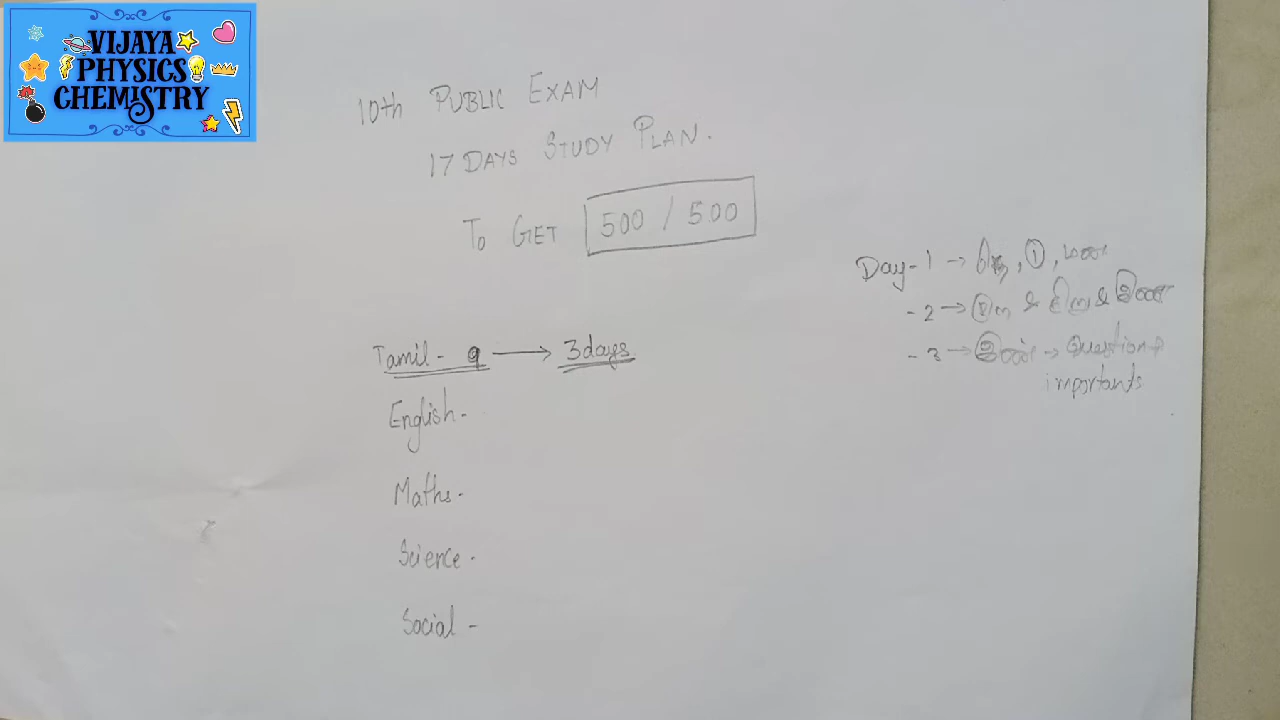 VIJAYA
PHYSICS
CHEMISTRY
10th PUBLIC EXAM
17 DAYS STUDY PLAN.
TO GET 500 / 500
Tamil - 9 → 3days
English -
Maths -
Science -
Social -
Day - 1 → , ①,
- 2 → & &
- 3 → → Question &
importants